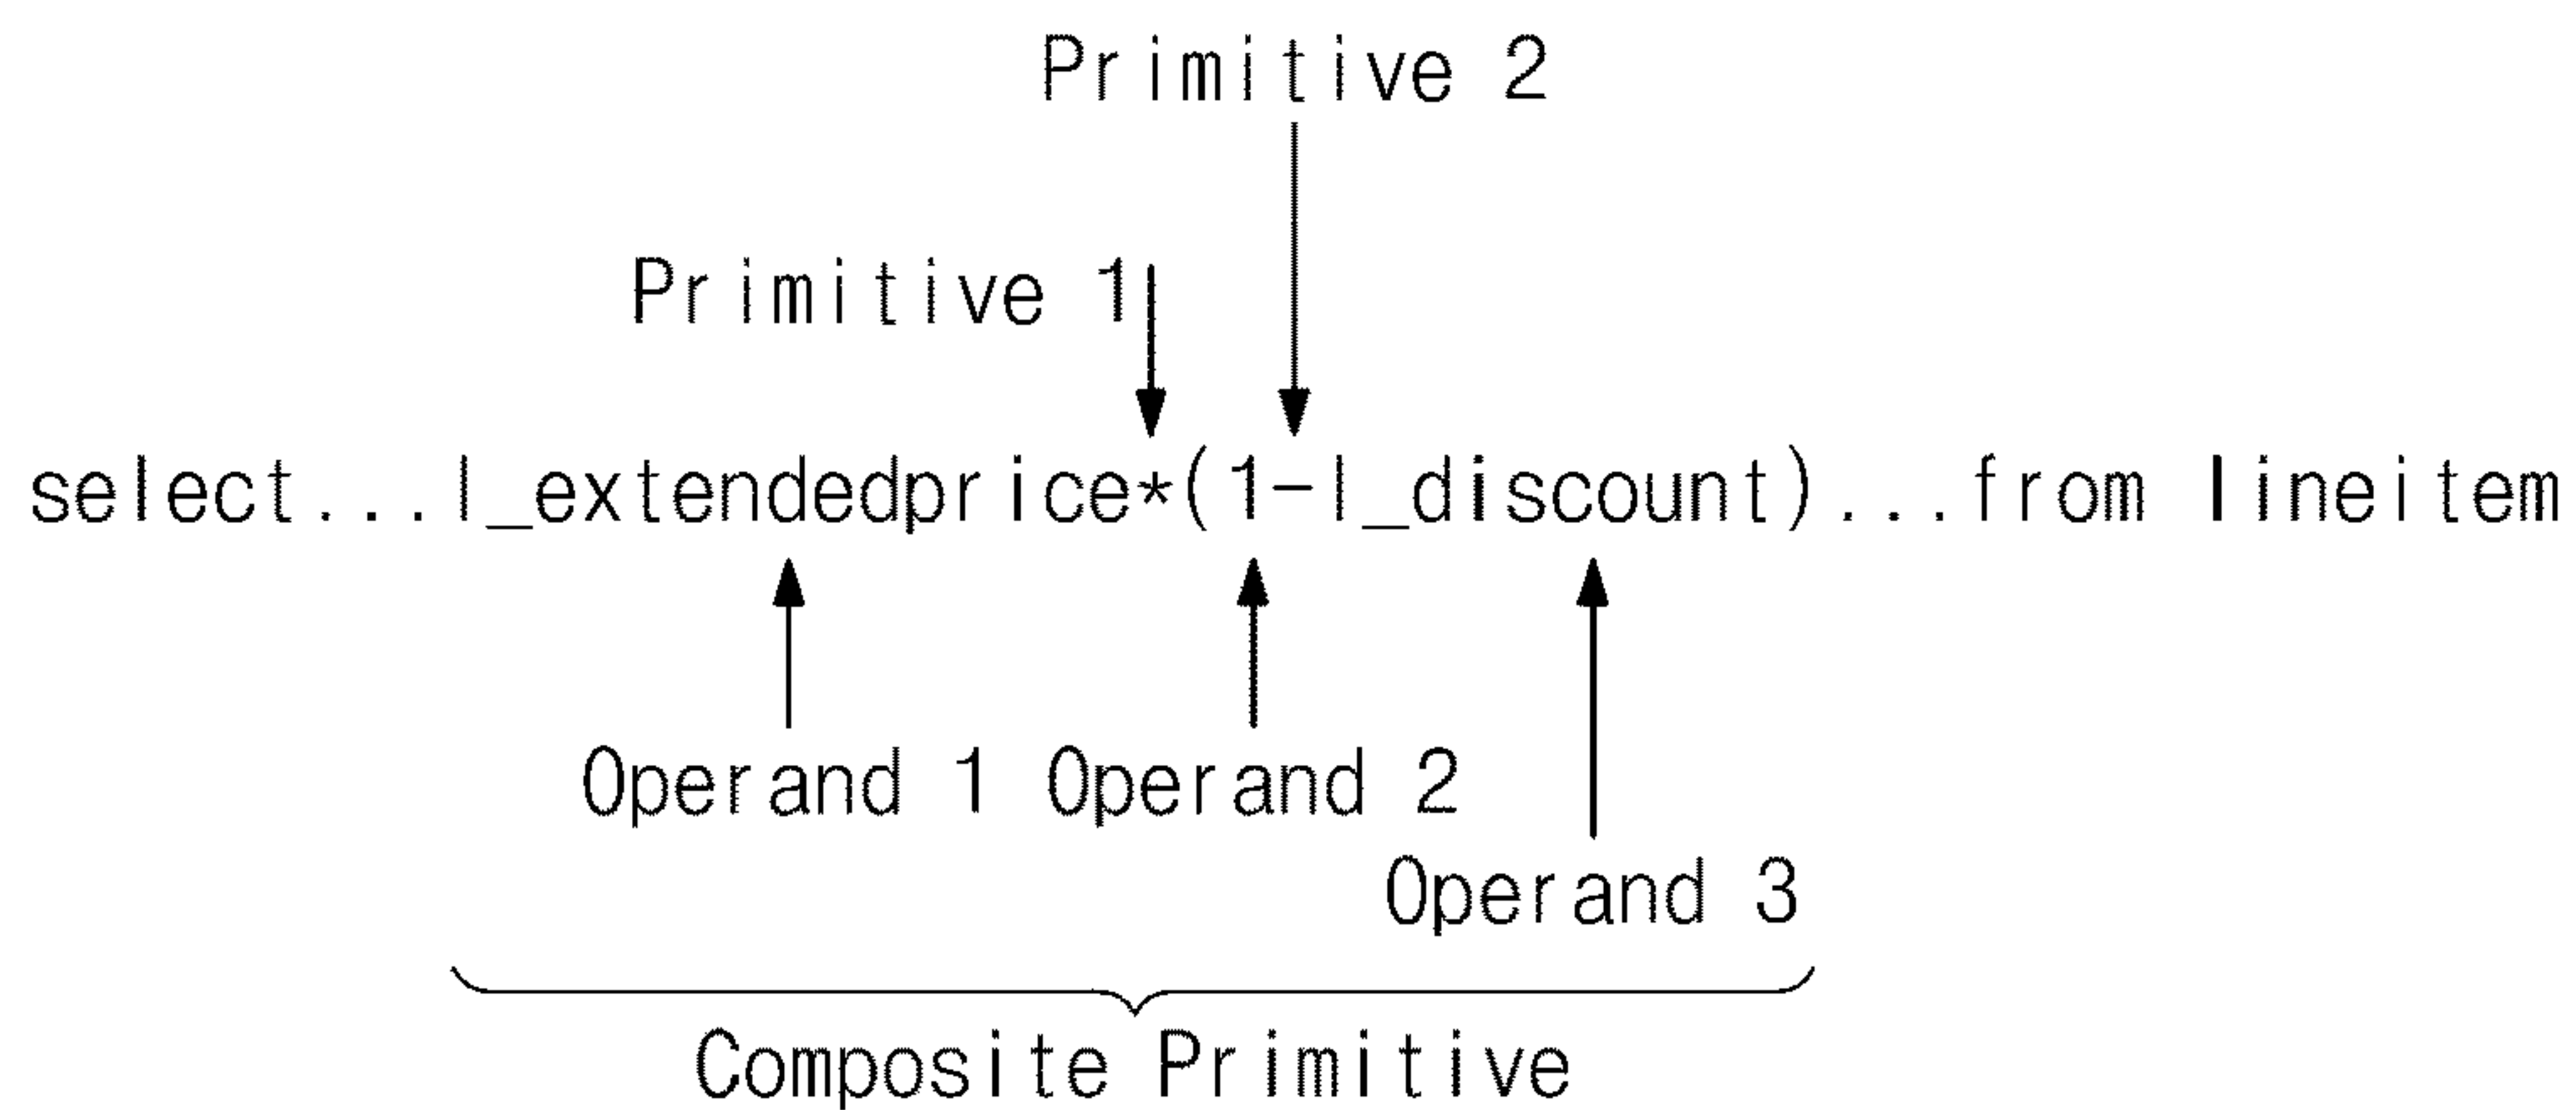 Primitive 2
Primitive 1
select...l_extendedprice*(1-l_discount)...from lineitem
Operand 1 Operand 2
Operand 3
Composite Primitive